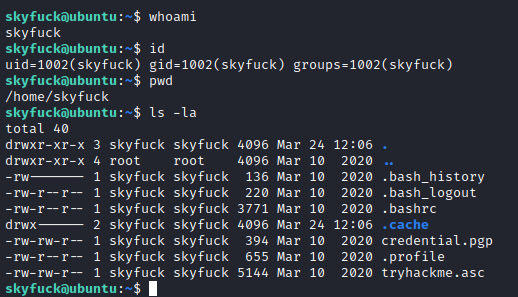 skyfuck@ubuntu:~$ whoami
skyfuck
skyfuck@ubuntu:~$ id
uid=1002(skyfuck) gid=1002(skyfuck) groups=1002(skyfuck)
skyfuck@ubuntu:~$ pwd
/home/skyfuck
skyfuck@ubuntu:~$ ls -la
total 40
drwxr-xr-x 3 skyfuck skyfuck 4096 Mar 24 12:06 .
drwxr-xr-x 4 root    root    4096 Mar 10  2020 ..
-rw------- 1 skyfuck skyfuck  136 Mar 10  2020 .bash_history
-rw-r--r-- 1 skyfuck skyfuck  220 Mar 10  2020 .bash_logout
-rw-r--r-- 1 skyfuck skyfuck 3771 Mar 10  2020 .bashrc
drwx------ 2 skyfuck skyfuck 4096 Mar 24 12:06 .cache
-rw-rw-r-- 1 skyfuck skyfuck  394 Mar 10  2020 credential.pgp
-rw-r--r-- 1 skyfuck skyfuck  655 Mar 10  2020 .profile
-rw-rw-r-- 1 skyfuck skyfuck 5144 Mar 10  2020 tryhackme.asc
skyfuck@ubuntu:~$